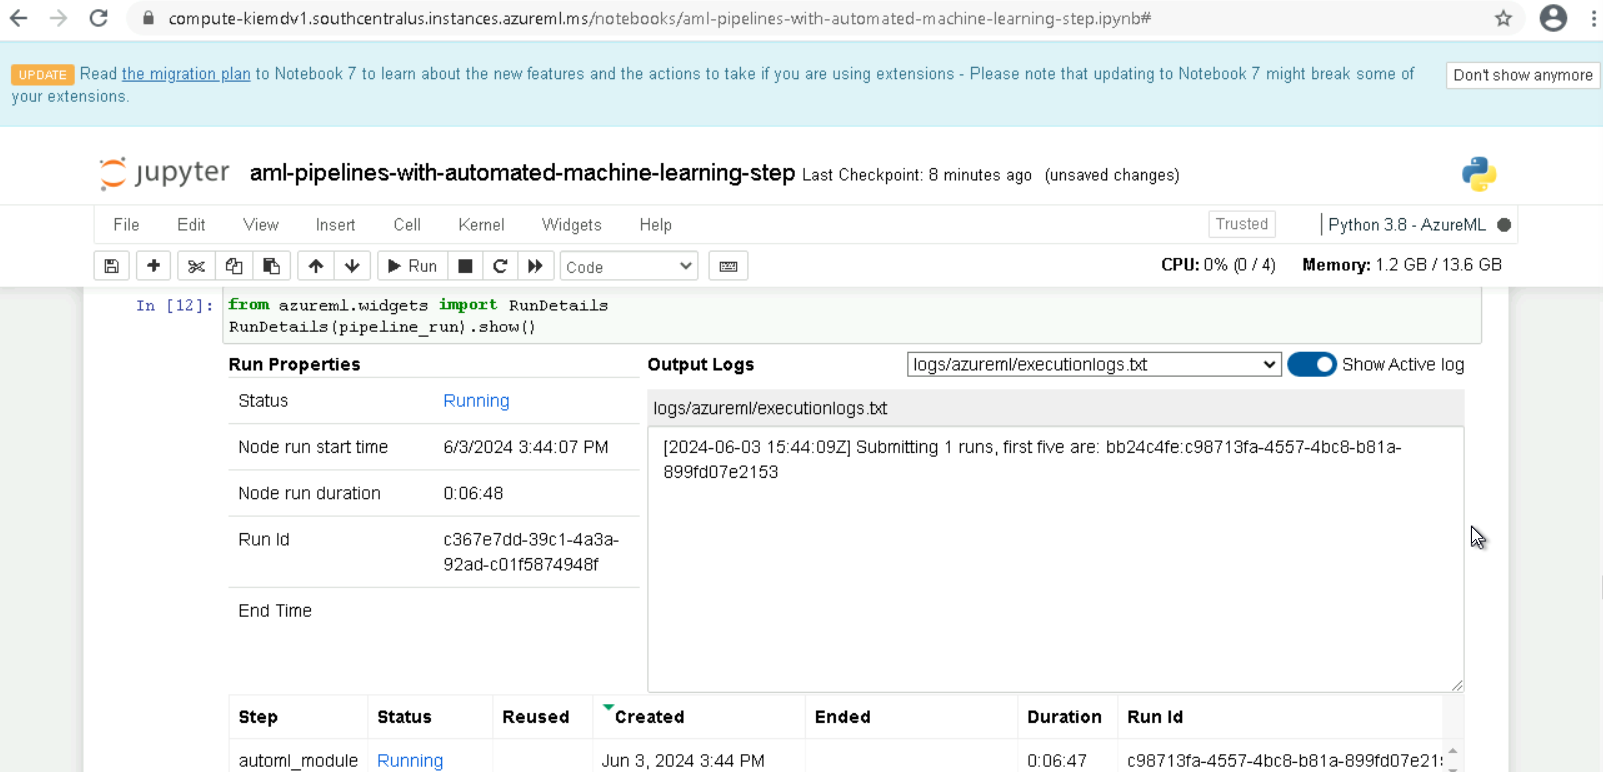 compute-kiemdv1.southcentralus.instances.azureml.ms/notebooks/aml-pipelines-with-automated-machine-learning-step.ipynb#
UPDATE Read the migration plan to Notebook 7 to learn about the new features and the actions to take if you are using extensions - Please note that updating to Notebook 7 might break some of
your extensions.
Don't show anymore
jupyter aml-pipelines-with-automated-machine-learning-step Last Checkpoint: 8 minutes ago (unsaved changes)
File Edit View Insert Cell Kernel Widgets Help Trusted Python 3.8 - AzureML
Run Code CPU: 0% (0 / 4) Memory: 1.2 GB / 13.6 GB
In [12]: from azureml.widgets import RunDetails
RunDetails(pipeline_run).show()
Run Properties
Status Running
Node run start time 6/3/2024 3:44:07 PM
Node run duration 0:06:48
Run Id c367e7dd-39c1-4a3a-
92ad-c01f5874948f
End Time
Output Logs logs/azureml/executionlogs.txt Show Active log
logs/azureml/executionlogs.txt
[2024-06-03 15:44:09Z] Submitting 1 runs, first five are: bb24c4fe:c98713fa-4557-4bc8-b81a-
899fd07e2153
Step Status Reused Created Ended Duration Run Id
automl_module Running Jun 3, 2024 3:44 PM 0:06:47 c98713fa-4557-4bc8-b81a-899fd07e21